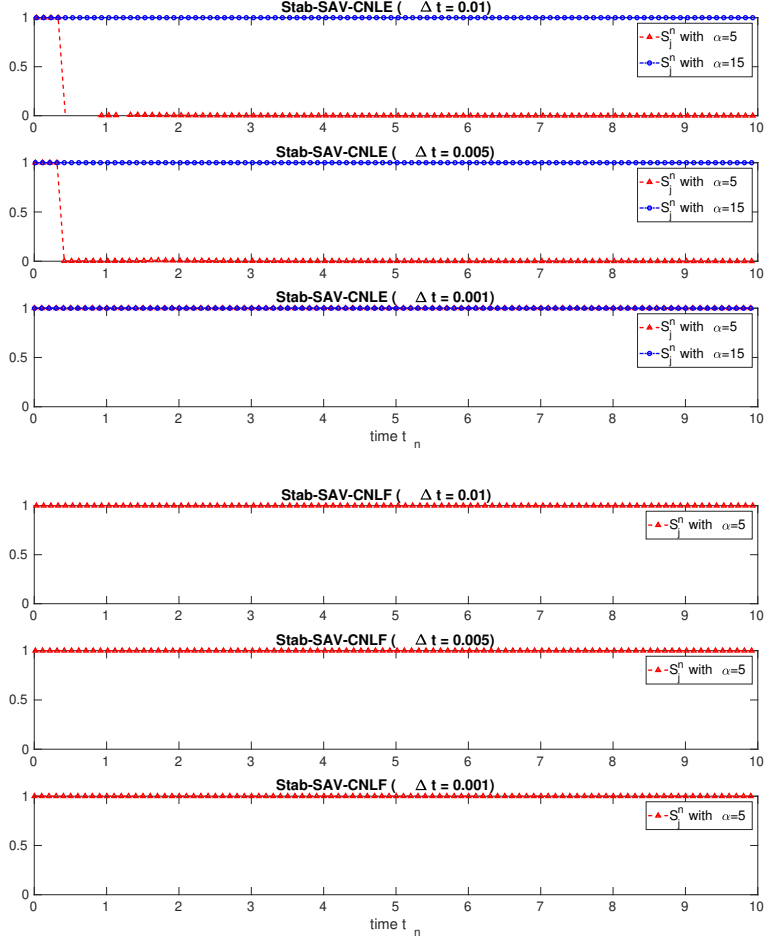 Stab-SAV-CNLE ( Δ t = 0.01)
1
0.5
0
S_j^n with α=5
S_j^n with α=15
0 1 2 3 4 5 6 7 8 9 10
Stab-SAV-CNLE ( Δ t = 0.005)
1
0.5
0
S_j^n with α=5
S_j^n with α=15
0 1 2 3 4 5 6 7 8 9 10
Stab-SAV-CNLE ( Δ t = 0.001)
1
0.5
0
S_j^n with α=5
S_j^n with α=15
0 1 2 3 4 5 6 7 8 9 10
time t_n
Stab-SAV-CNLF ( Δ t = 0.01)
1
0.5
0
S_j^n with α=5
0 1 2 3 4 5 6 7 8 9 10
Stab-SAV-CNLF ( Δ t = 0.005)
1
0.5
0
S_j^n with α=5
0 1 2 3 4 5 6 7 8 9 10
Stab-SAV-CNLF ( Δ t = 0.001)
1
0.5
0
S_j^n with α=5
0 1 2 3 4 5 6 7 8 9 10
time t_n